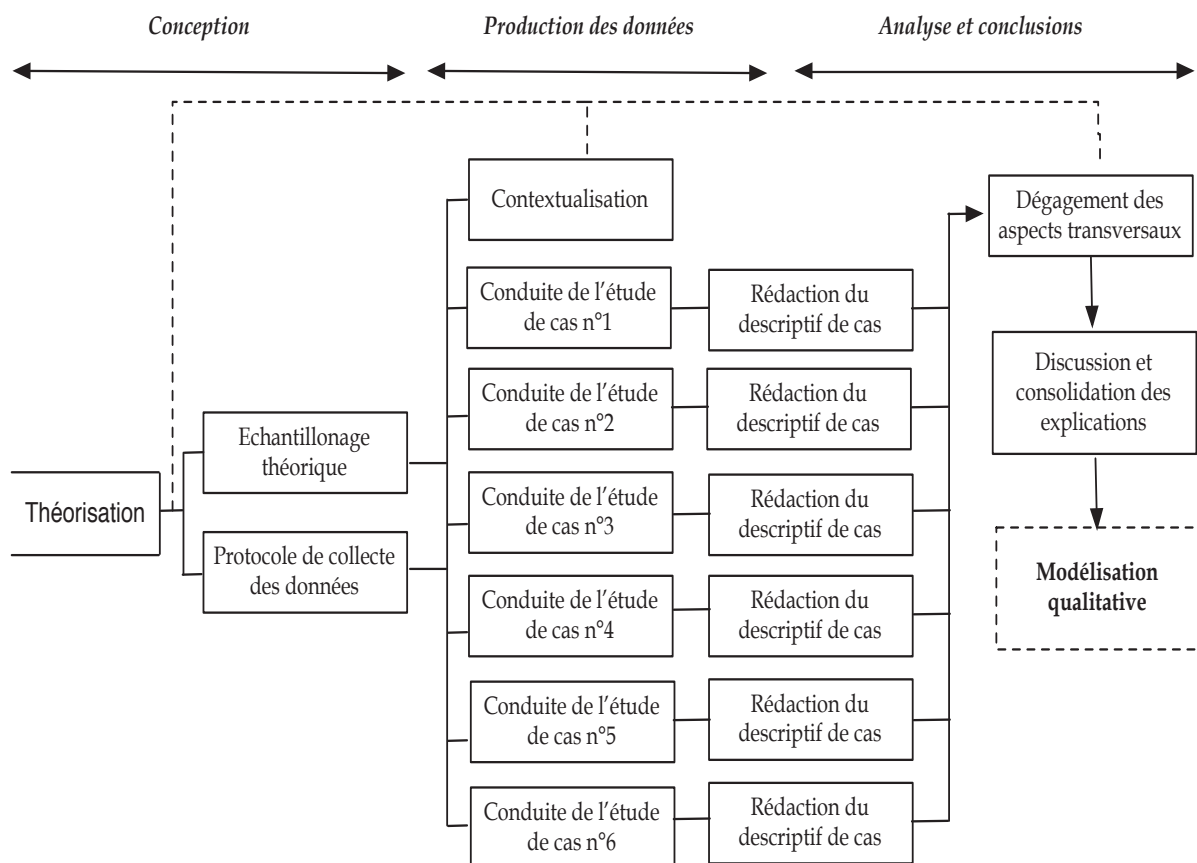 Conception
Production des données
Analyse et conclusions
Contextualisation
Dégagement des
aspects transversaux
Conduite de l'étude
de cas n°1
Rédaction du
descriptif de cas
Discussion et
consolidation des
explications
Conduite de l'étude
de cas n°2
Rédaction du
descriptif de cas
Echantillonage
théorique
Théorisation
Conduite de l'étude
de cas n°3
Rédaction du
descriptif de cas
Protocole de collecte
des données
Modélisation
qualitative
Conduite de l'étude
de cas n°4
Rédaction du
descriptif de cas
Conduite de l'étude
de cas n°5
Rédaction du
descriptif de cas
Conduite de l'étude
de cas n°6
Rédaction du
descriptif de cas